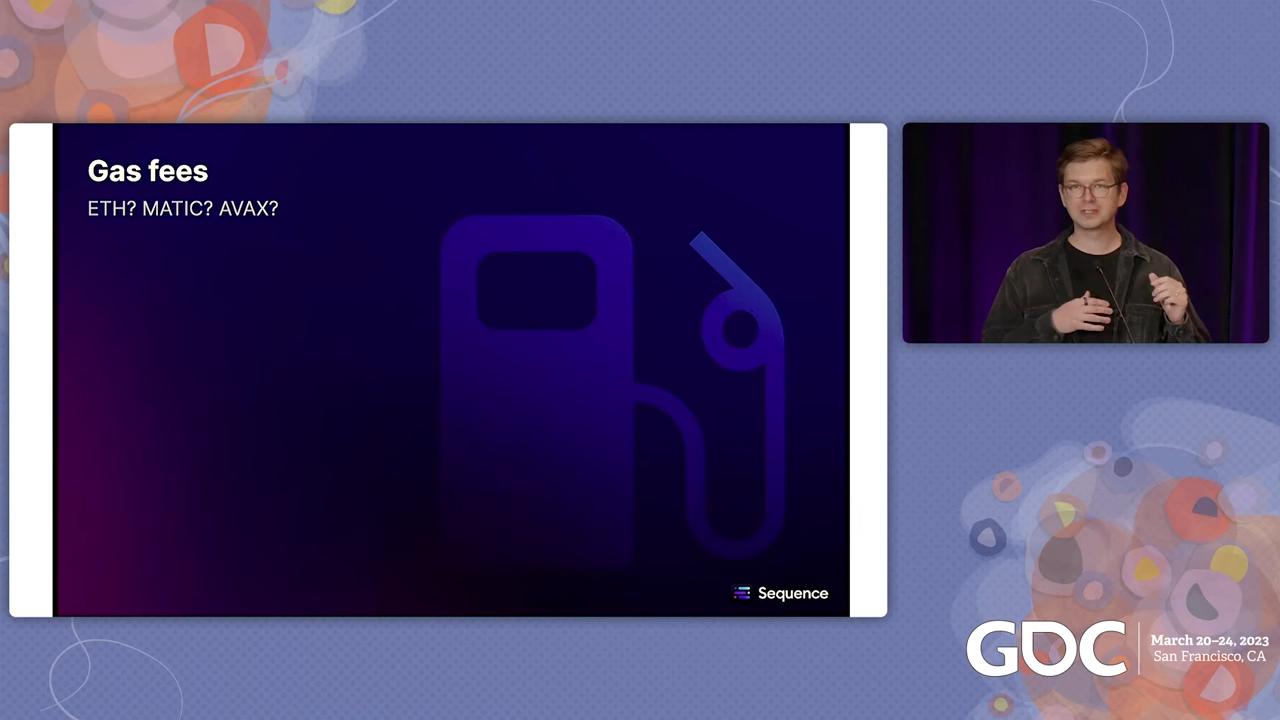 Gas fees
ETH? MATIC? AVAX?
Sequence
GDC
March 20–24, 2023
San Francisco, CA